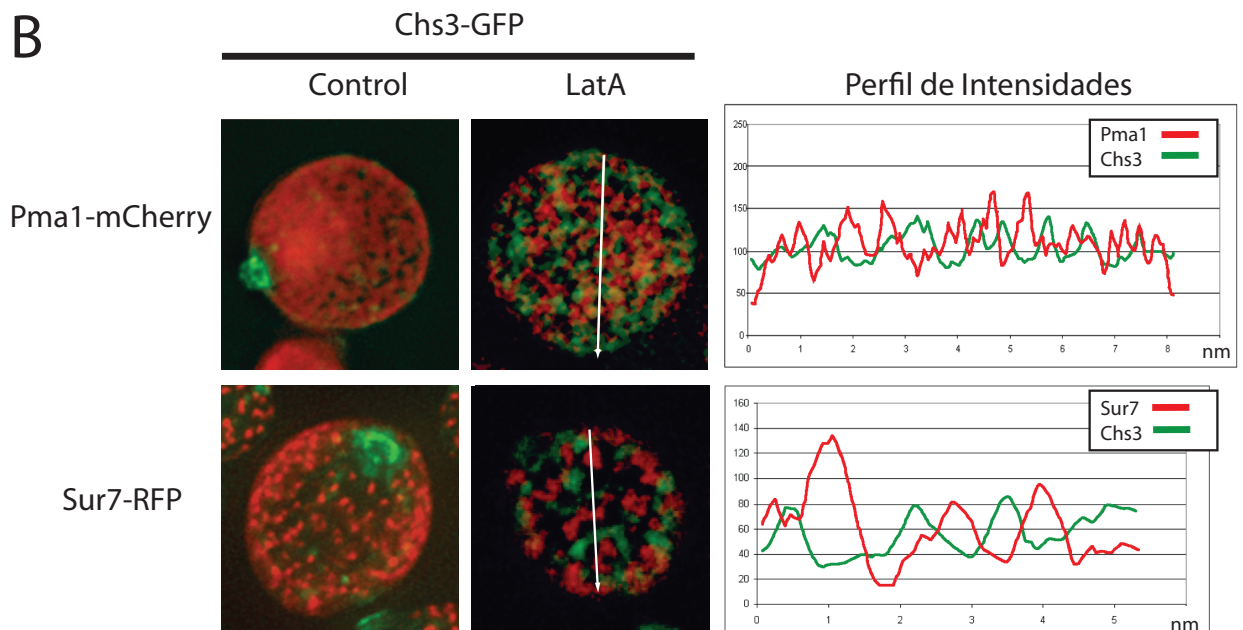 B
Chs3-GFP
Control
LatA
Perfil de Intensidades
Pma1-mCherry
250
200
150
100
50
0
0 1 2 3 4 5 6 7 8 nm
Pma1
Chs3
Sur7-RFP
160
140
120
100
80
60
40
20
0
0 1 2 3 4 5 nm
Sur7
Chs3